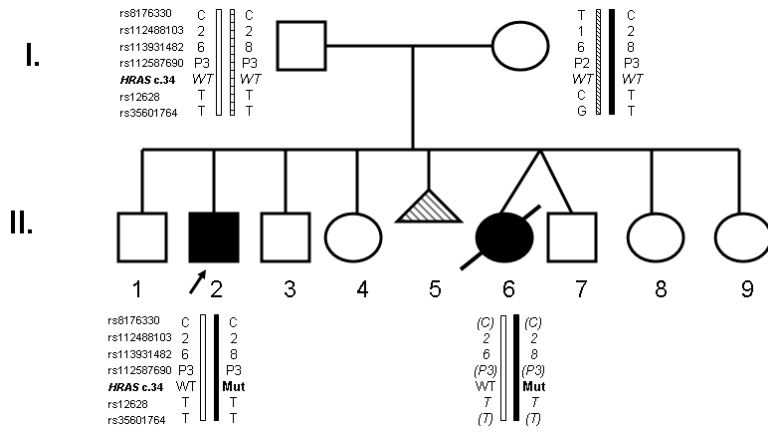 rs8176330 C C T C
rs112488103 2 2 1 2
rs113931482 6 8 6 8
rs112587690 P3 P3 P2 P3
HRAS c.34 WT WT WT WT
rs12628 T T C T
rs35601764 T T G T
I.
II.
1 2 3 4 5 6 7 8 9
rs8176330 C C (C) (C)
rs112488103 2 2 2 2
rs113931482 6 8 6 8
rs112587690 P3 P3 (P3) (P3)
HRAS c.34 WT Mut WT Mut
rs12628 T T T T
rs35601764 T T (T) (T)